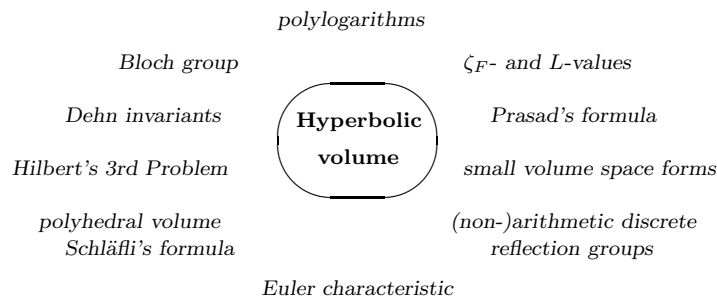 polylogarithms
Bloch group
ζ_F- and L-values
Dehn invariants
Hyperbolic
Prasad's formula
volume
Hilbert's 3rd Problem
small volume space forms
polyhedral volume
(non-)arithmetic discrete
Schläfli's formula
reflection groups
Euler characteristic